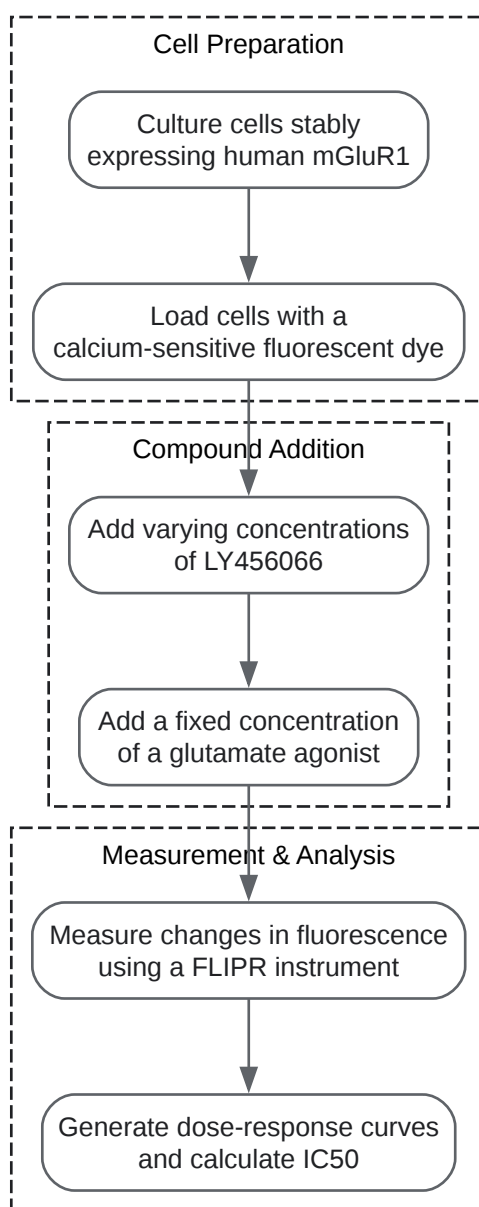 Cell Preparation
Culture cells stably
expressing human mGluR1
Load cells with a
calcium-sensitive fluorescent dye
Compound Addition
Add varying concentrations
of LY456066
Add a fixed concentration
of a glutamate agonist
Measurement & Analysis
Measure changes in fluorescence
using a FLIPR instrument
Generate dose-response curves
and calculate IC50